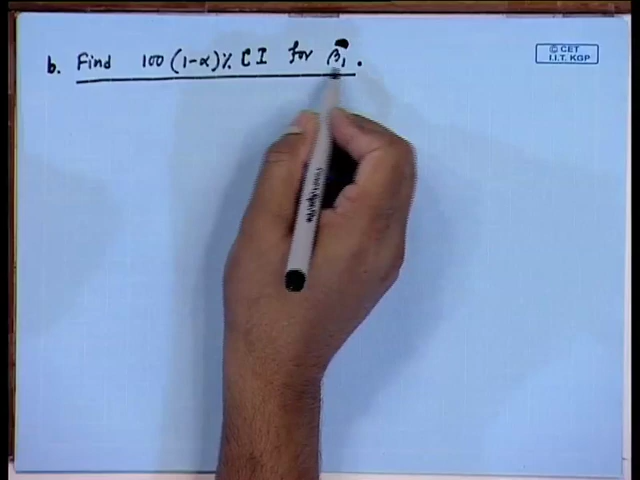 b. Find 100 (1-α)% CI for β₁.
© CET
I.I.T. KGP